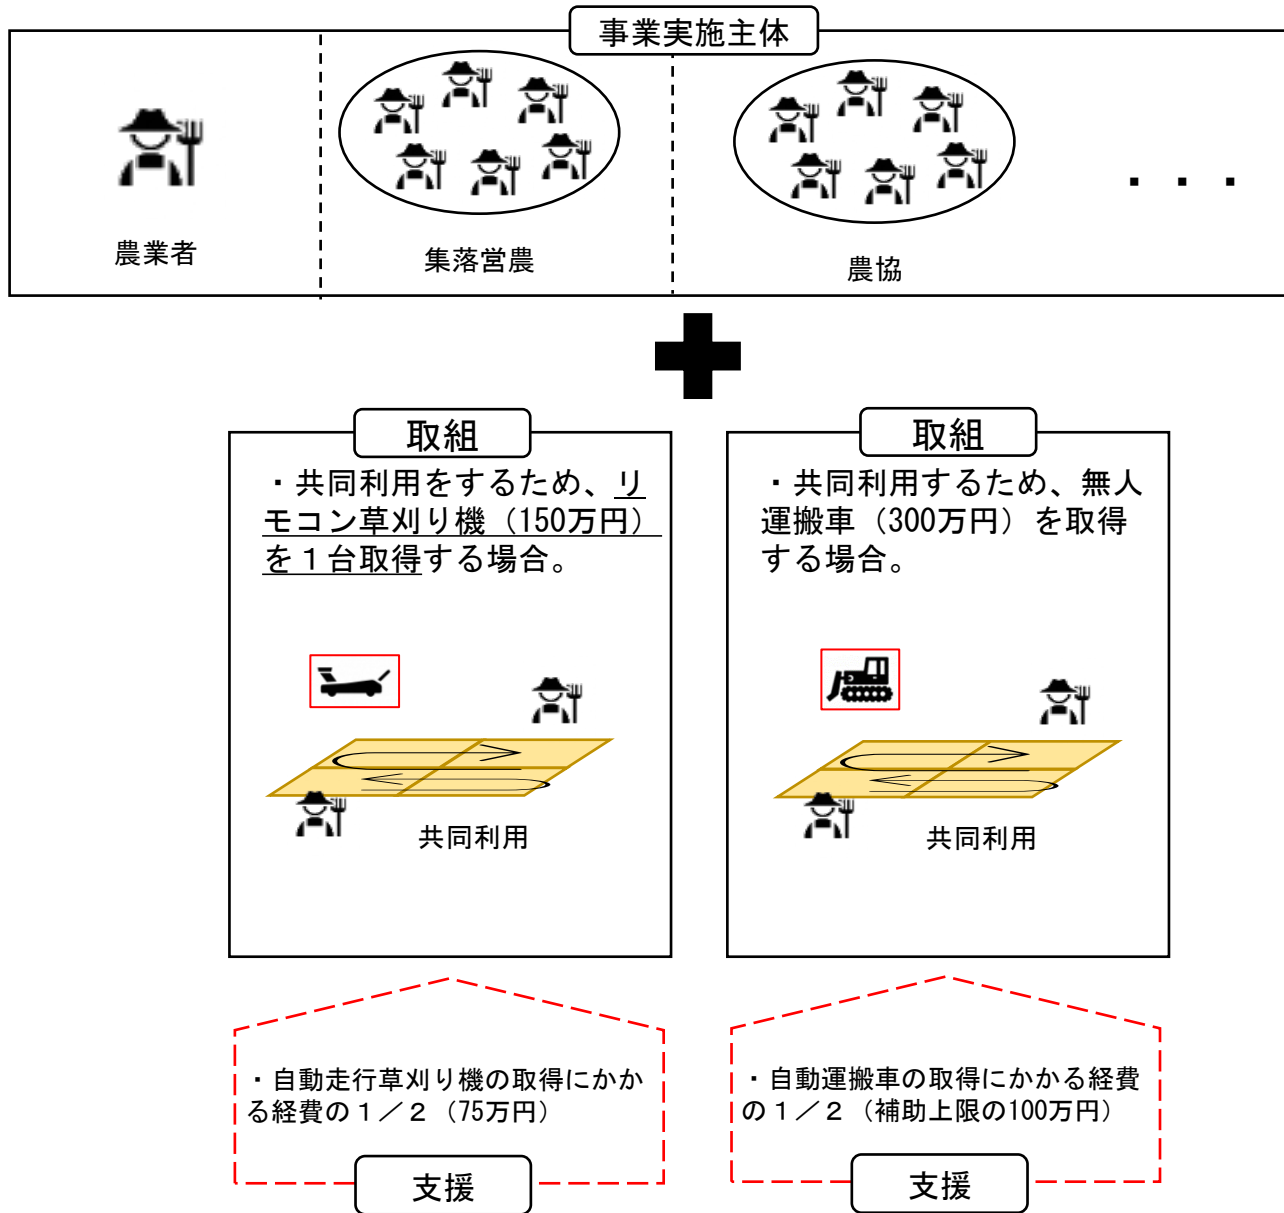 事業実施主体
農業者
集落営農
農協
・・・
取組
・共同利用をするため、リ
モコン草刈り機（150万円）
を１台取得する場合。
共同利用
取組
・共同利用するため、無人
運搬車（300万円）を取得
する場合。
共同利用
・自動走行草刈り機の取得にかか
る経費の１／２（75万円）
支援
・自動運搬車の取得にかかる経費
の１／２（補助上限の100万円）
支援